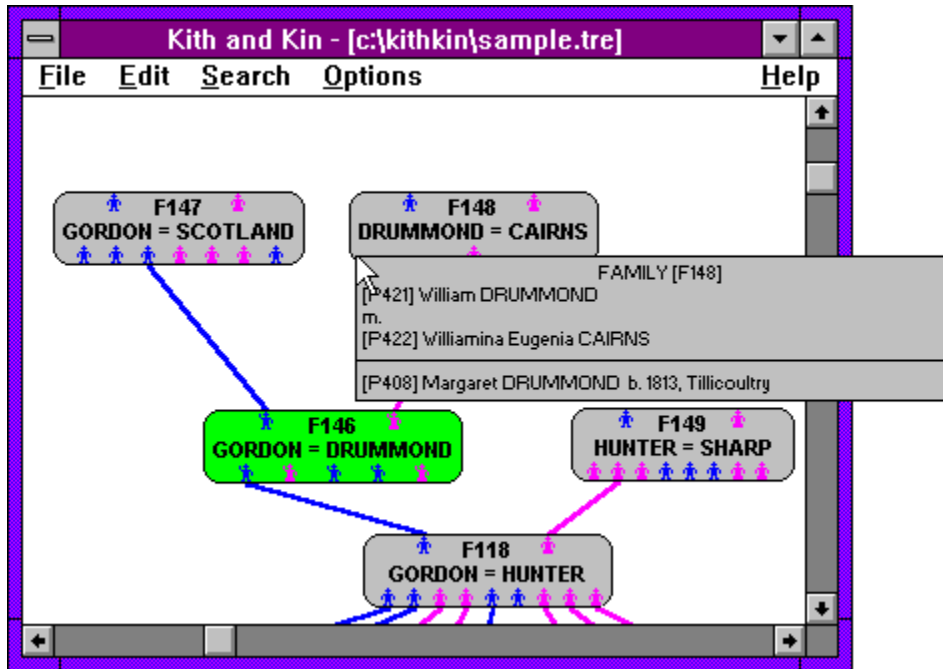 Kith and Kin - [c:\kithkin\sample.tre]
File Edit Search Options Help
F147
GORDON = SCOTLAND
F148
DRUMMOND = CAIRNS
FAMILY [F148]
[P421] William DRUMMOND
m.
[P422] Williamina Eugenia CAIRNS
[P408] Margaret DRUMMOND b. 1813, Tillicoultry
F146
GORDON = DRUMMOND
F149
HUNTER = SHARP
F118
GORDON = HUNTER